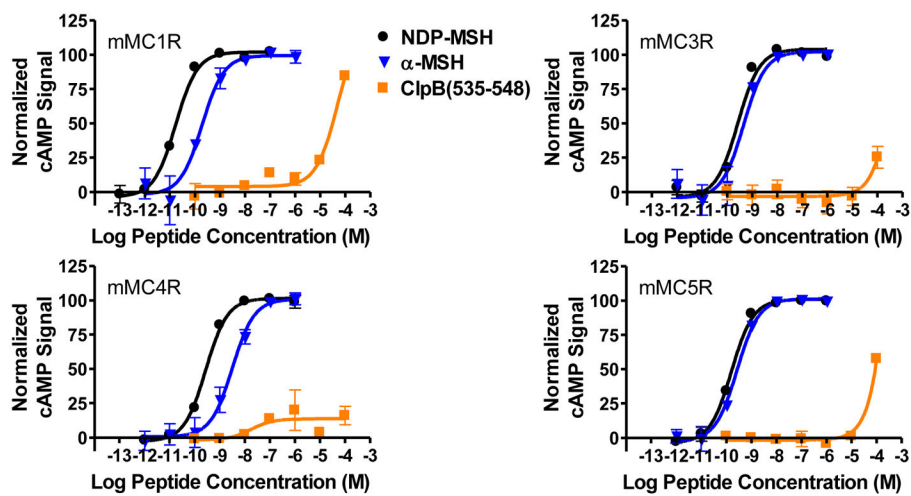 mMC1R
Normalized
cAMP Signal
125
100
75
50
25
0
-13 -12 -11 -10 -9 -8 -7 -6 -5 -4 -3
Log Peptide Concentration (M)
NDP-MSH
α-MSH
ClpB(535-548)
mMC3R
Normalized
cAMP Signal
125
100
75
50
25
0
-13 -12 -11 -10 -9 -8 -7 -6 -5 -4 -3
Log Peptide Concentration (M)
mMC4R
Normalized
cAMP Signal
125
100
75
50
25
0
-13 -12 -11 -10 -9 -8 -7 -6 -5 -4 -3
Log Peptide Concentration (M)
mMC5R
Normalized
cAMP Signal
125
100
75
50
25
0
-13 -12 -11 -10 -9 -8 -7 -6 -5 -4 -3
Log Peptide Concentration (M)